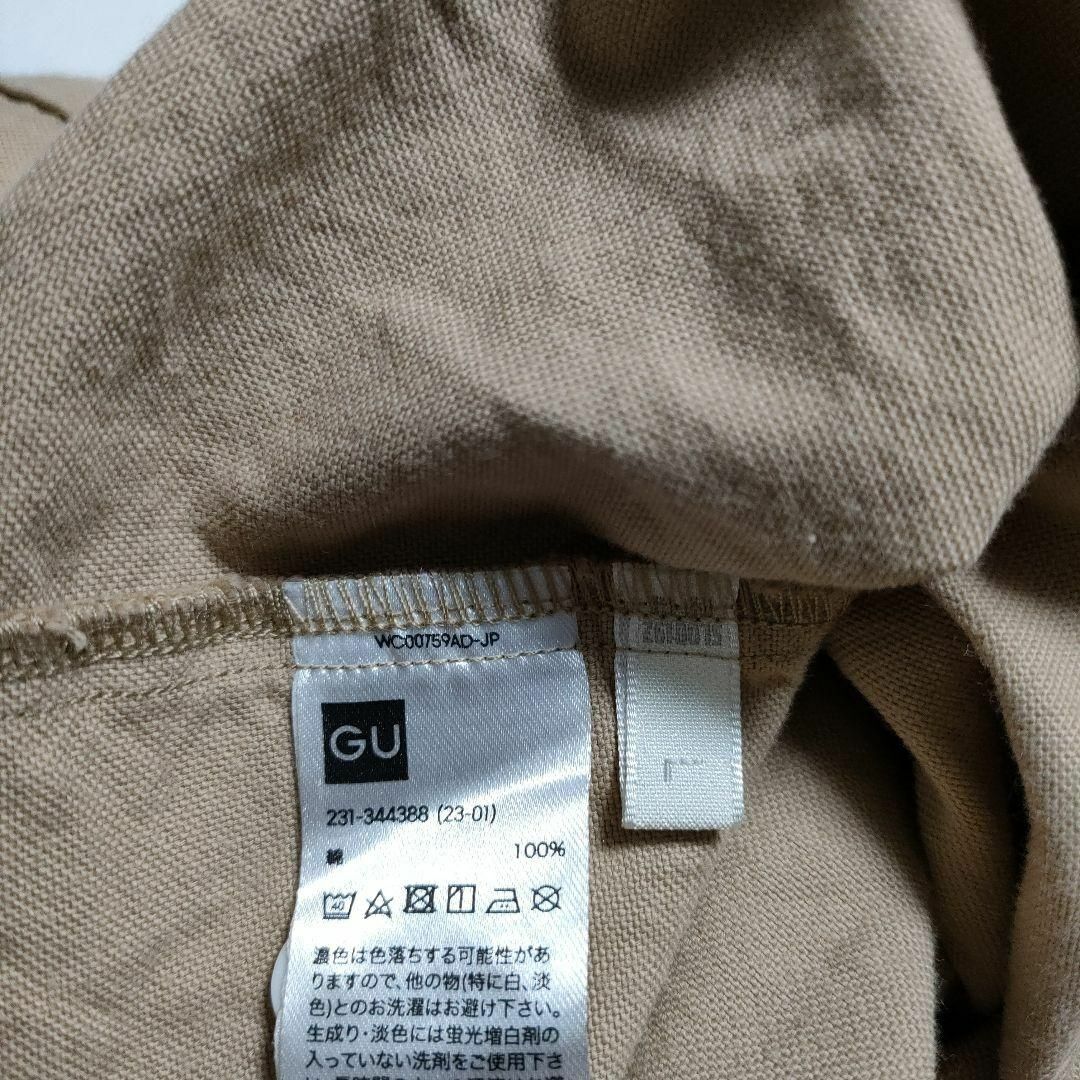 WC00759AD-JP
GU
231-344388 (23-01)
綿 100%
40
濃色は色落ちする可能性があ
りますので、他の物(特に白、淡
色)とのお洗濯はお避け下さい。
生成り・淡色には蛍光増白剤の
入っていない洗剤をご使用下さ